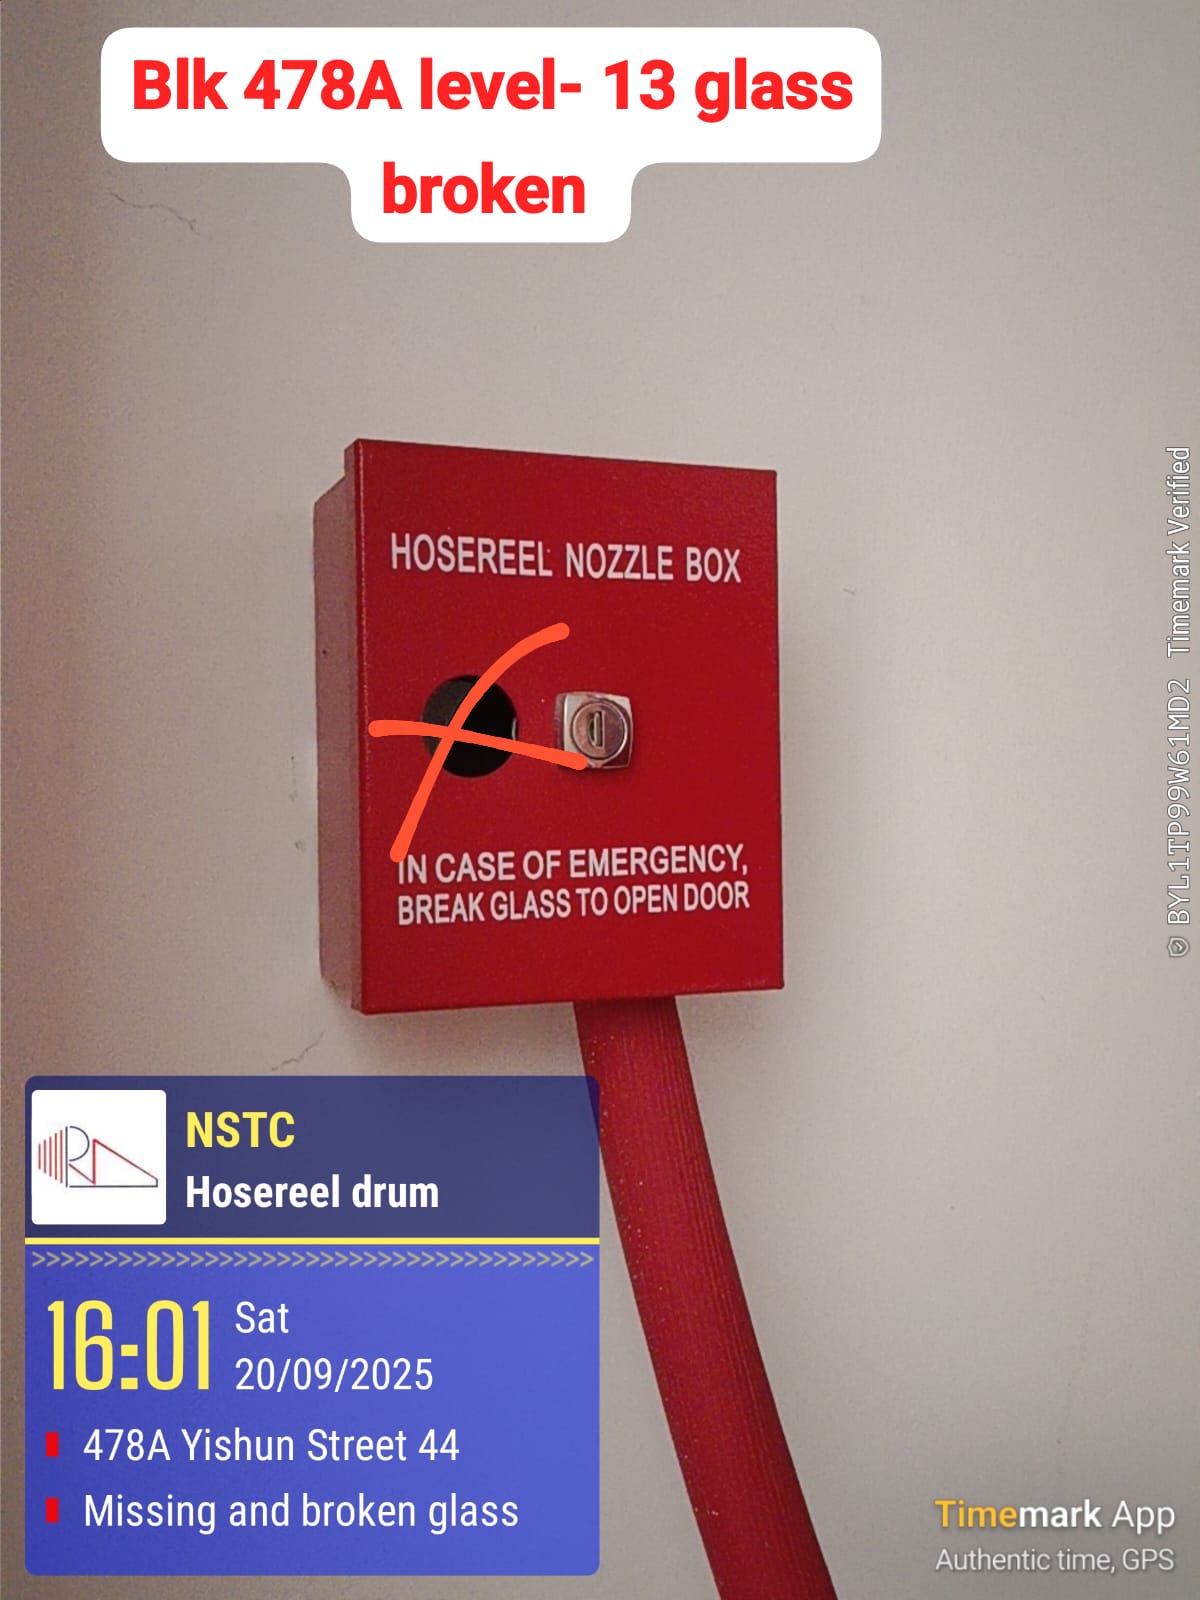 Blk 478A level- 13 glass
broken
HOSEREEL NOZZLE BOX
IN CASE OF EMERGENCY,
BREAK GLASS TO OPEN DOOR
NSTC
Hosereel drum
>>>>>>>>>>>>>>>>>>>>>>>>>>>>>>>>>>>>>>>
16:01
Sat
20/09/2025
478A Yishun Street 44
Missing and broken glass
Timemark App
Authentic time, GPS
BYL1TP99W61MD2 Timemark Verified